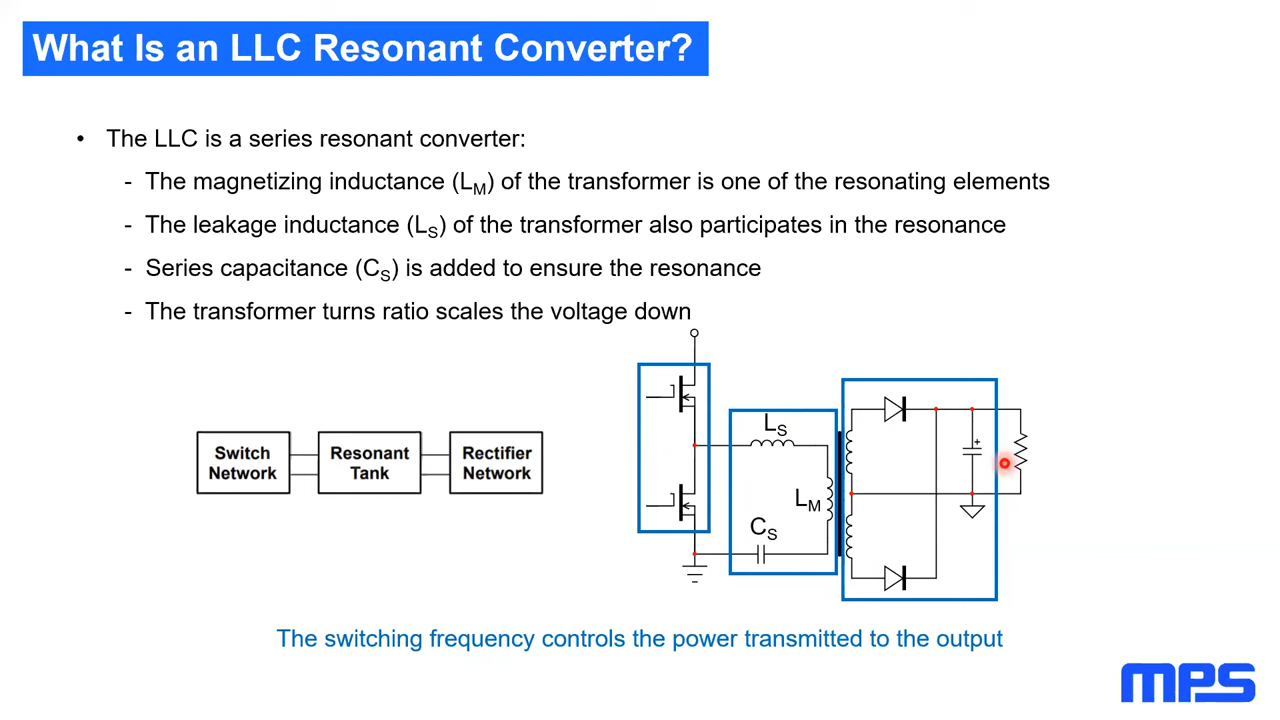 What Is an LLC Resonant Converter?
• The LLC is a series resonant converter:
- The magnetizing inductance (LM) of the transformer is one of the resonating elements
- The leakage inductance (LS) of the transformer also participates in the resonance
- Series capacitance (CS) is added to ensure the resonance
- The transformer turns ratio scales the voltage down
Switch
Network
Resonant
Tank
Rectifier
Network
LS
LM
CS
+
The switching frequency controls the power transmitted to the output
mps